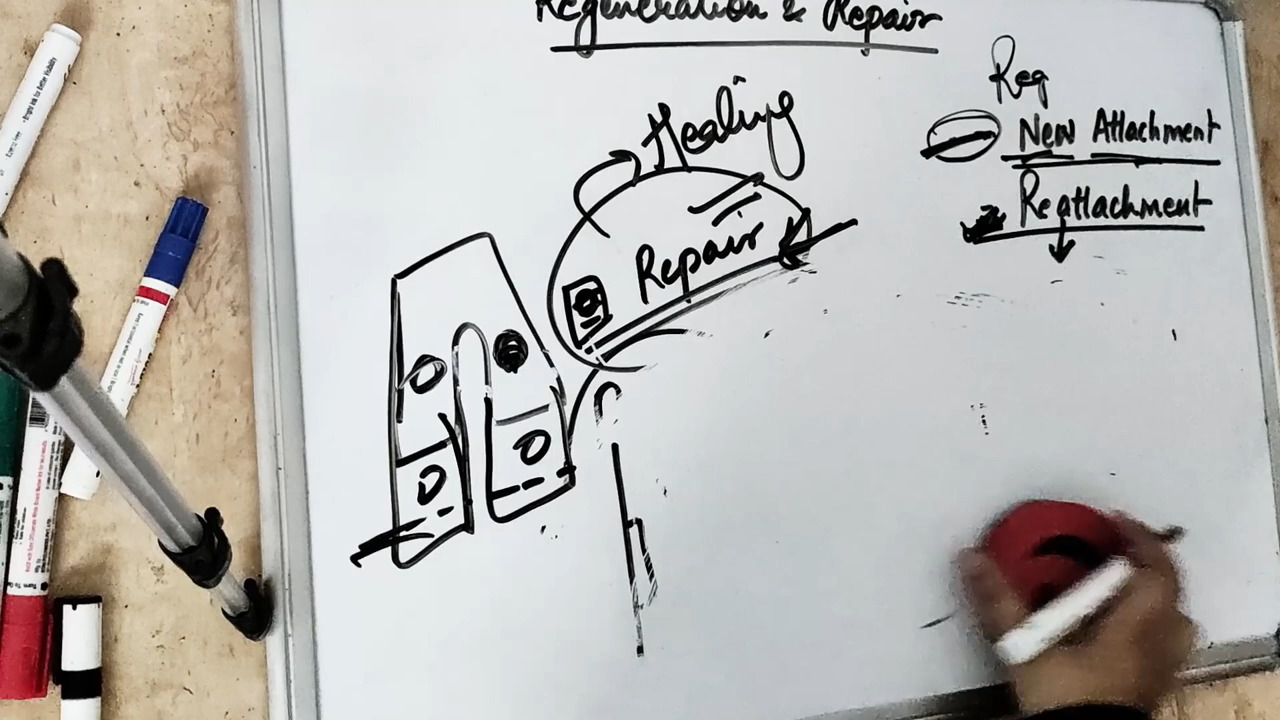 Regeneration & Repair
Healing
Repair
Reg
New Attachment
Reattachment